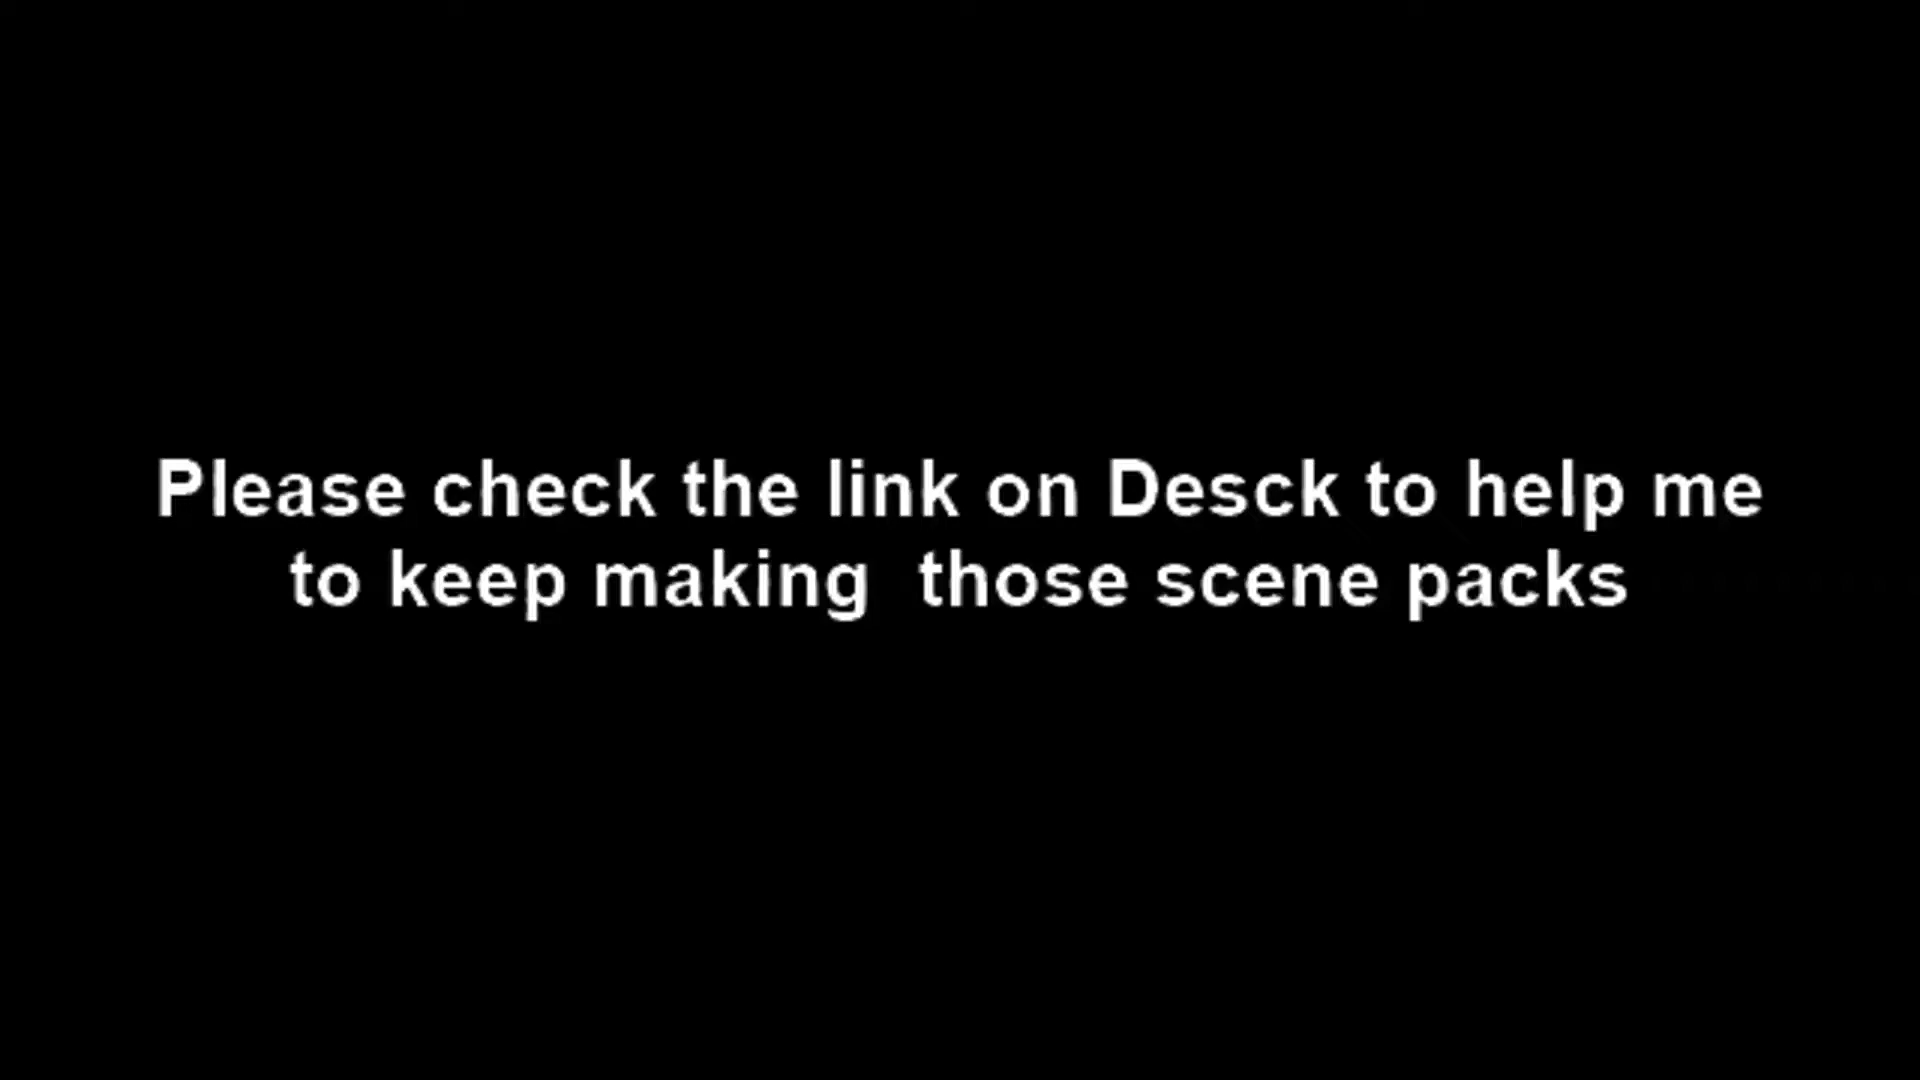 Please check the link on Desck to help me
to keep making  those scene packs